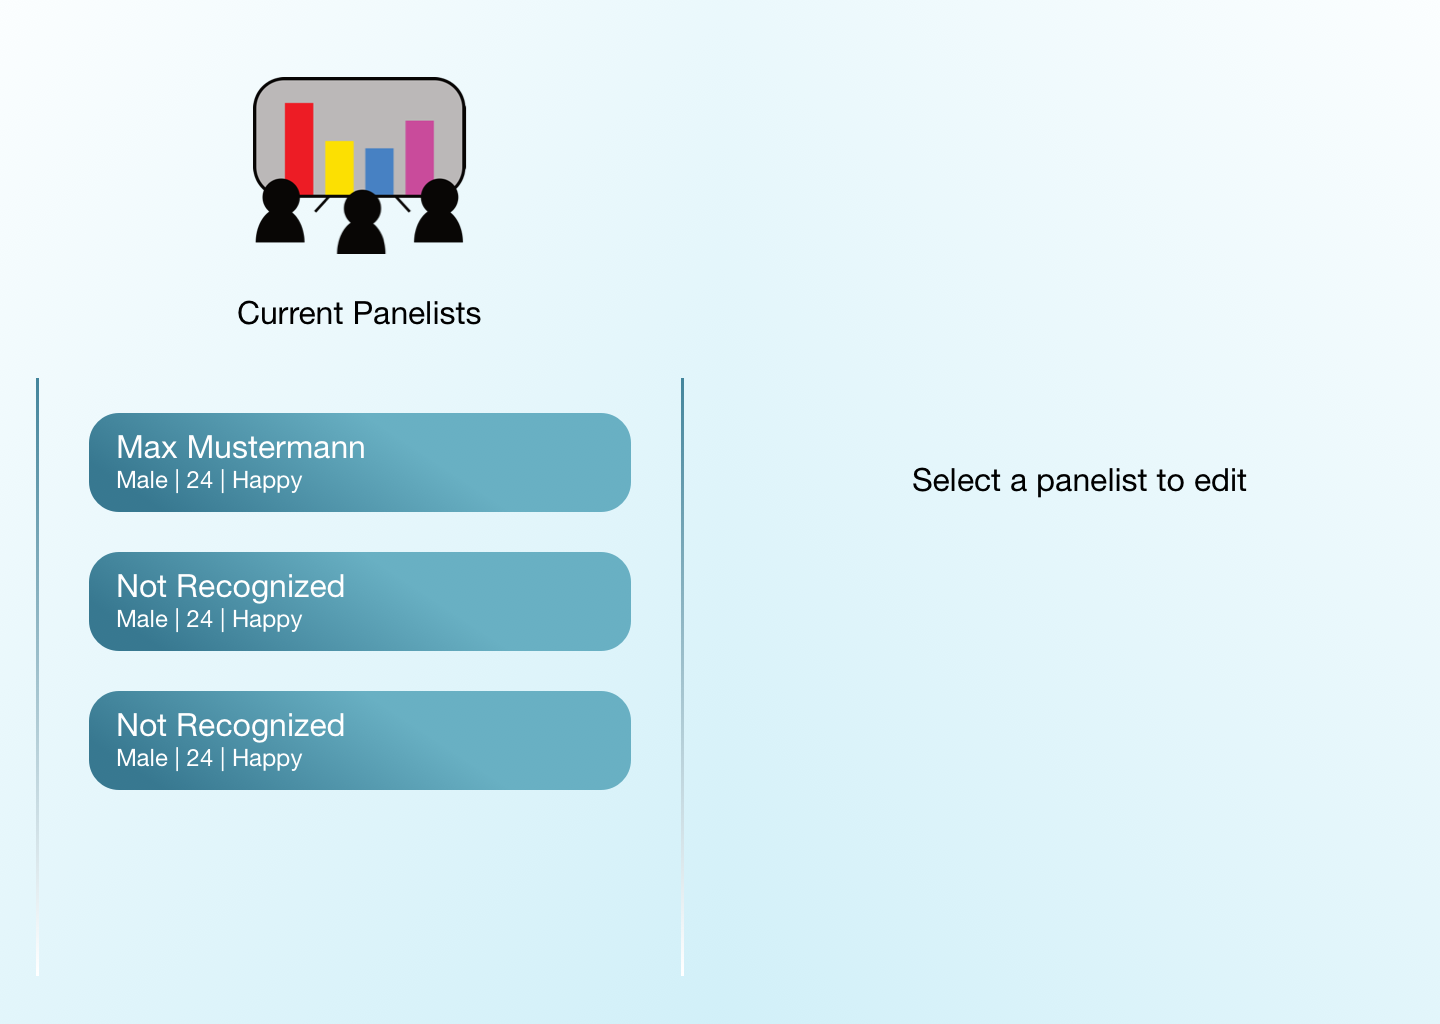 Current Panelists
Max Mustermann
Male | 24 | Happy
Not Recognized
Male | 24 | Happy
Not Recognized
Male | 24 | Happy
Select a panelist to edit